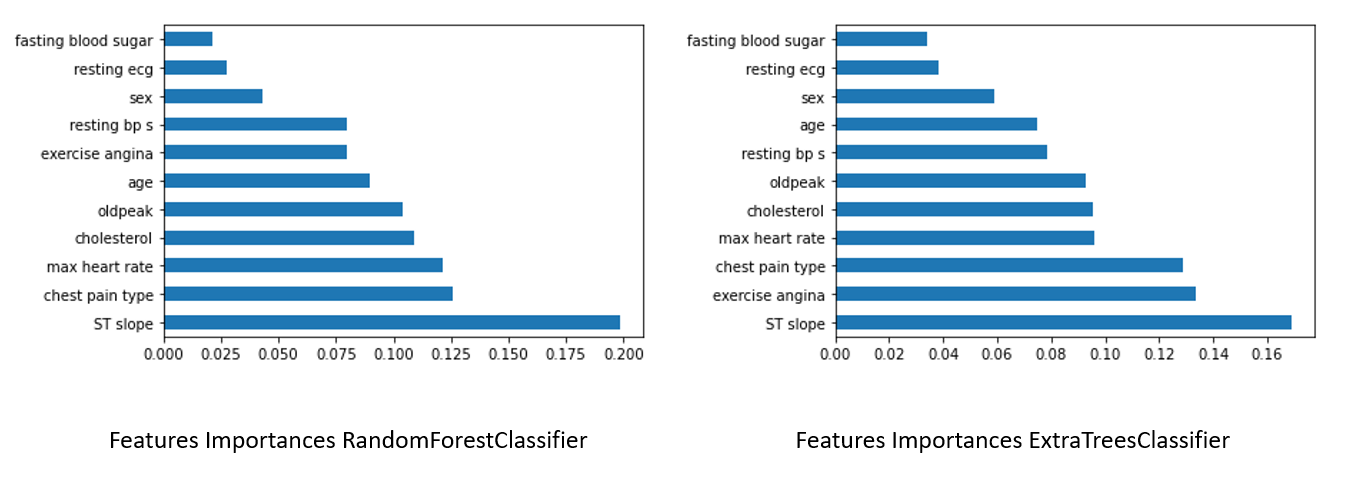 fasting blood sugar
resting ecg
sex
resting bp s
exercise angina
age
oldpeak
cholesterol
max heart rate
chest pain type
ST slope
0.000 0.025 0.050 0.075 0.100 0.125 0.150 0.175 0.200
Features Importances RandomForestClassifier
fasting blood sugar
resting ecg
sex
age
resting bp s
oldpeak
cholesterol
max heart rate
chest pain type
exercise angina
ST slope
0.00 0.02 0.04 0.06 0.08 0.10 0.12 0.14 0.16
Features Importances ExtraTreesClassifier